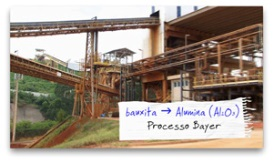 bauxita → Alumina (Al₂O₃)
Processo Bayer